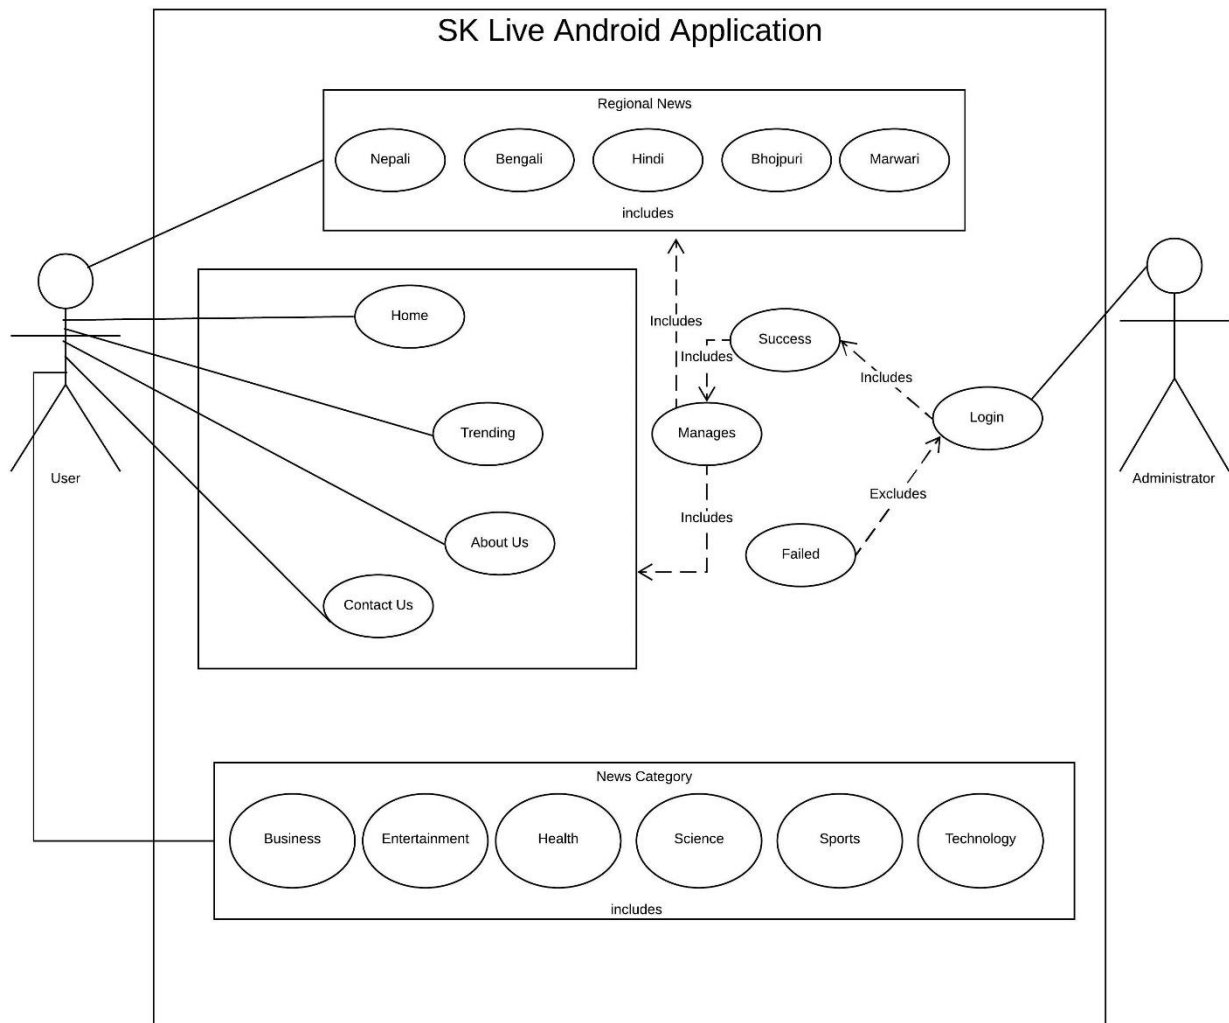 SK Live Android Application
Regional News
Nepali
Bengali
Hindi
Bhojpuri
Marwari
includes
Home
Includes
Success
Includes
Includes
Trending
Manages
Login
User
Administrator
Excludes
Includes
About Us
Failed
Contact Us
News Category
Business
Entertainment
Health
Science
Sports
Technology
includes